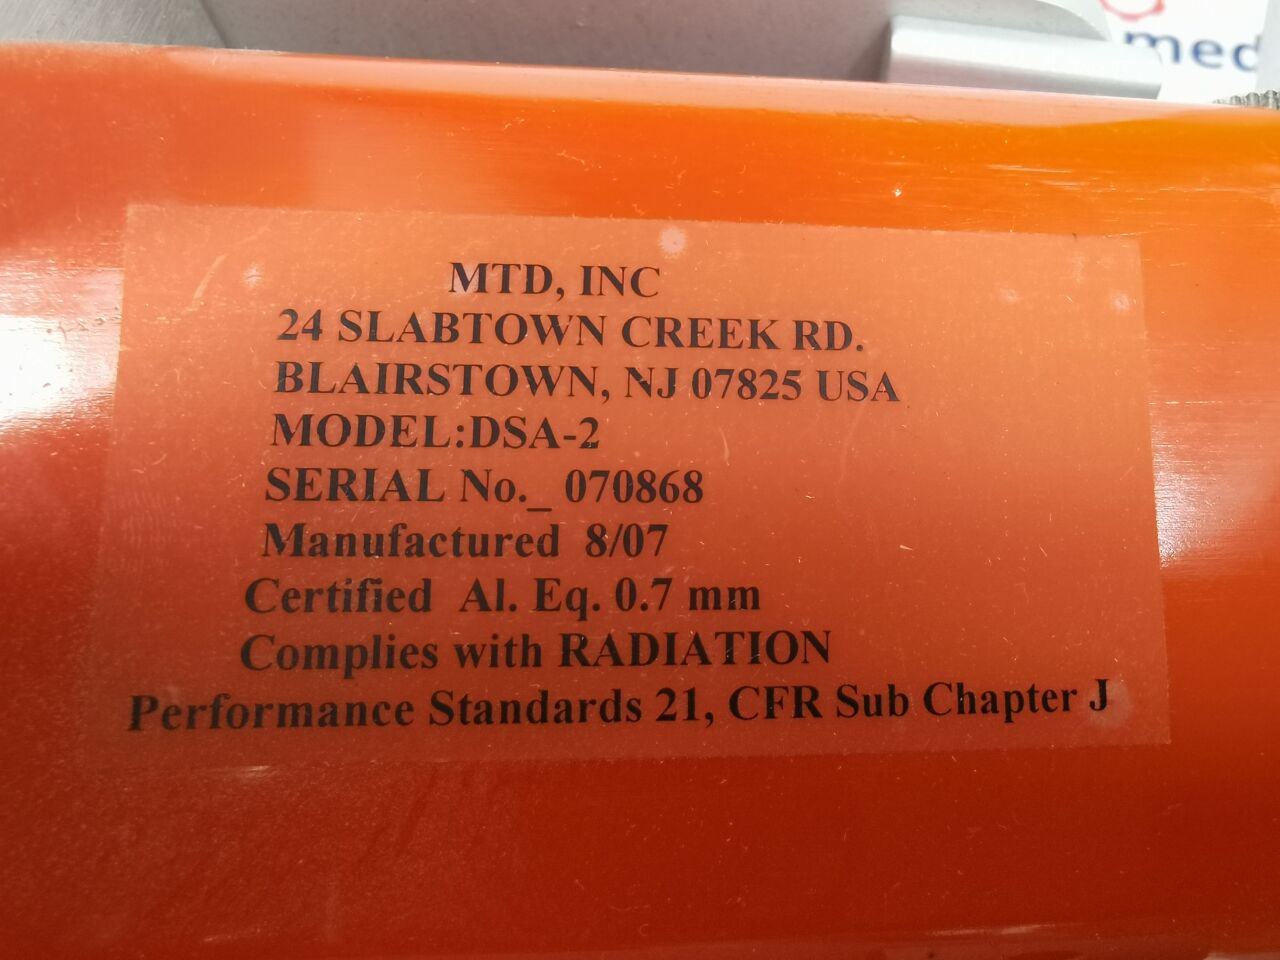 med
MTD, INC
24 SLABTOWN CREEK RD.
BLAIRSTOWN, NJ 07825 USA
MODEL:DSA-2
SERIAL No._ 070868
Manufactured 8/07
Certified Al. Eq. 0.7 mm
Complies with RADIATION
Performance Standards 21, CFR Sub Chapter J